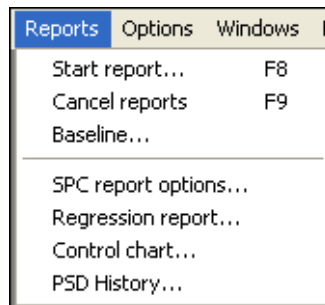 Reports Options Windows
Start report... F8
Cancel reports F9
Baseline...
SPC report options...
Regression report...
Control chart...
PSD History...